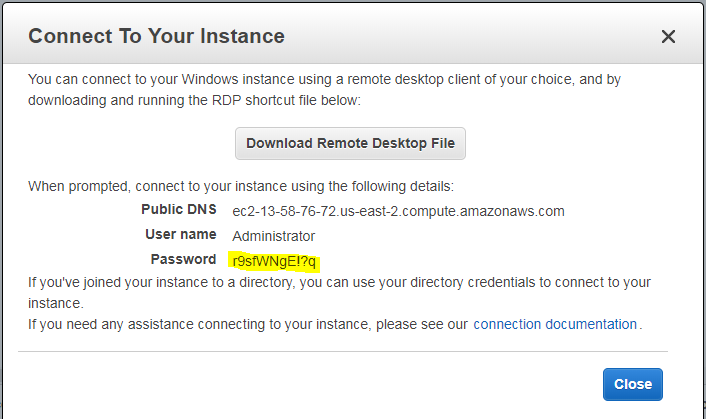 Connect To Your Instance
You can connect to your Windows instance using a remote desktop client of your choice, and by
downloading and running the RDP shortcut file below:
Download Remote Desktop File
When prompted, connect to your instance using the following details:
Public DNS ec2-13-58-76-72.us-east-2.compute.amazonaws.com
User name Administrator
Password r9sfWNgE!?q
If you've joined your instance to a directory, you can use your directory credentials to connect to your
instance.
If you need any assistance connecting to your instance, please see our connection documentation.
Close